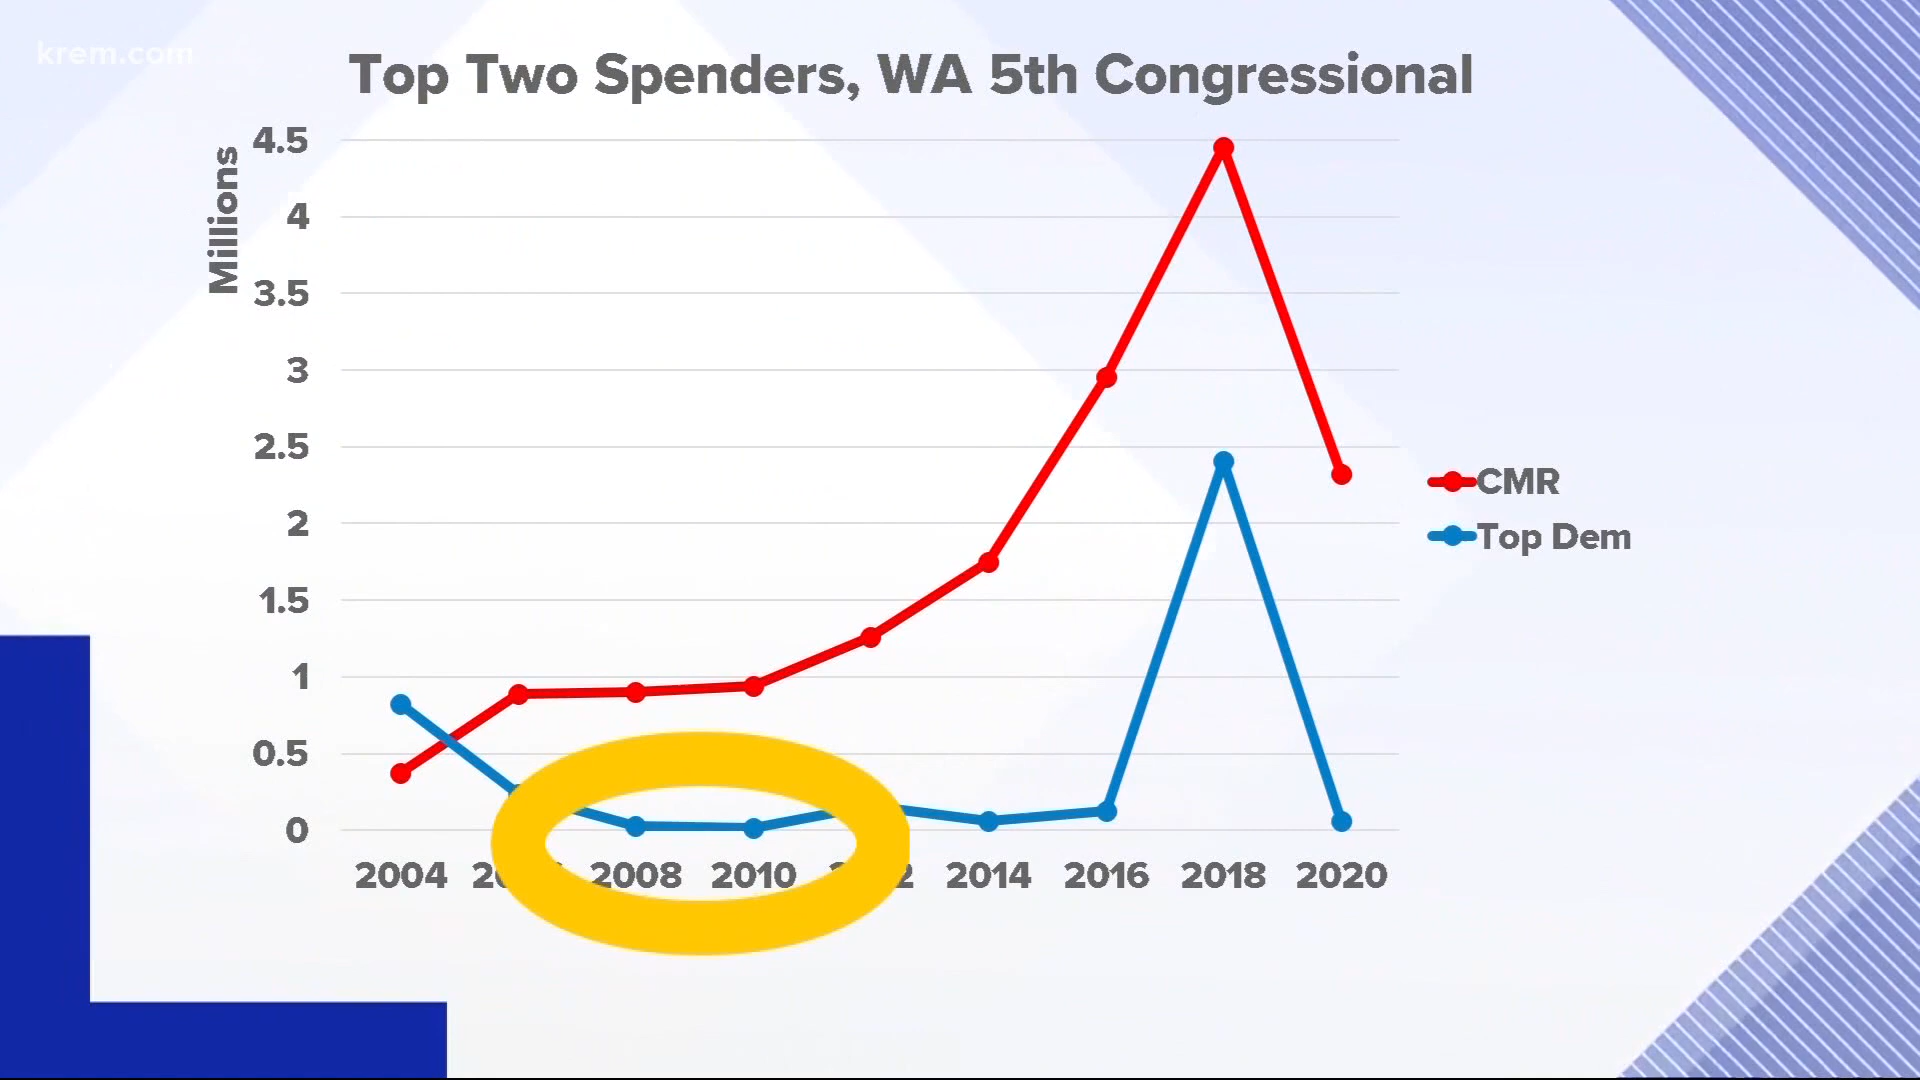 krem.com
Top Two Spenders, WA 5th Congressional
Millions
4.5
4
3.5
3
2.5
2
1.5
1
0.5
0
2004 2008 2010 2014 2016 2018 2020
CMR
Top Dem